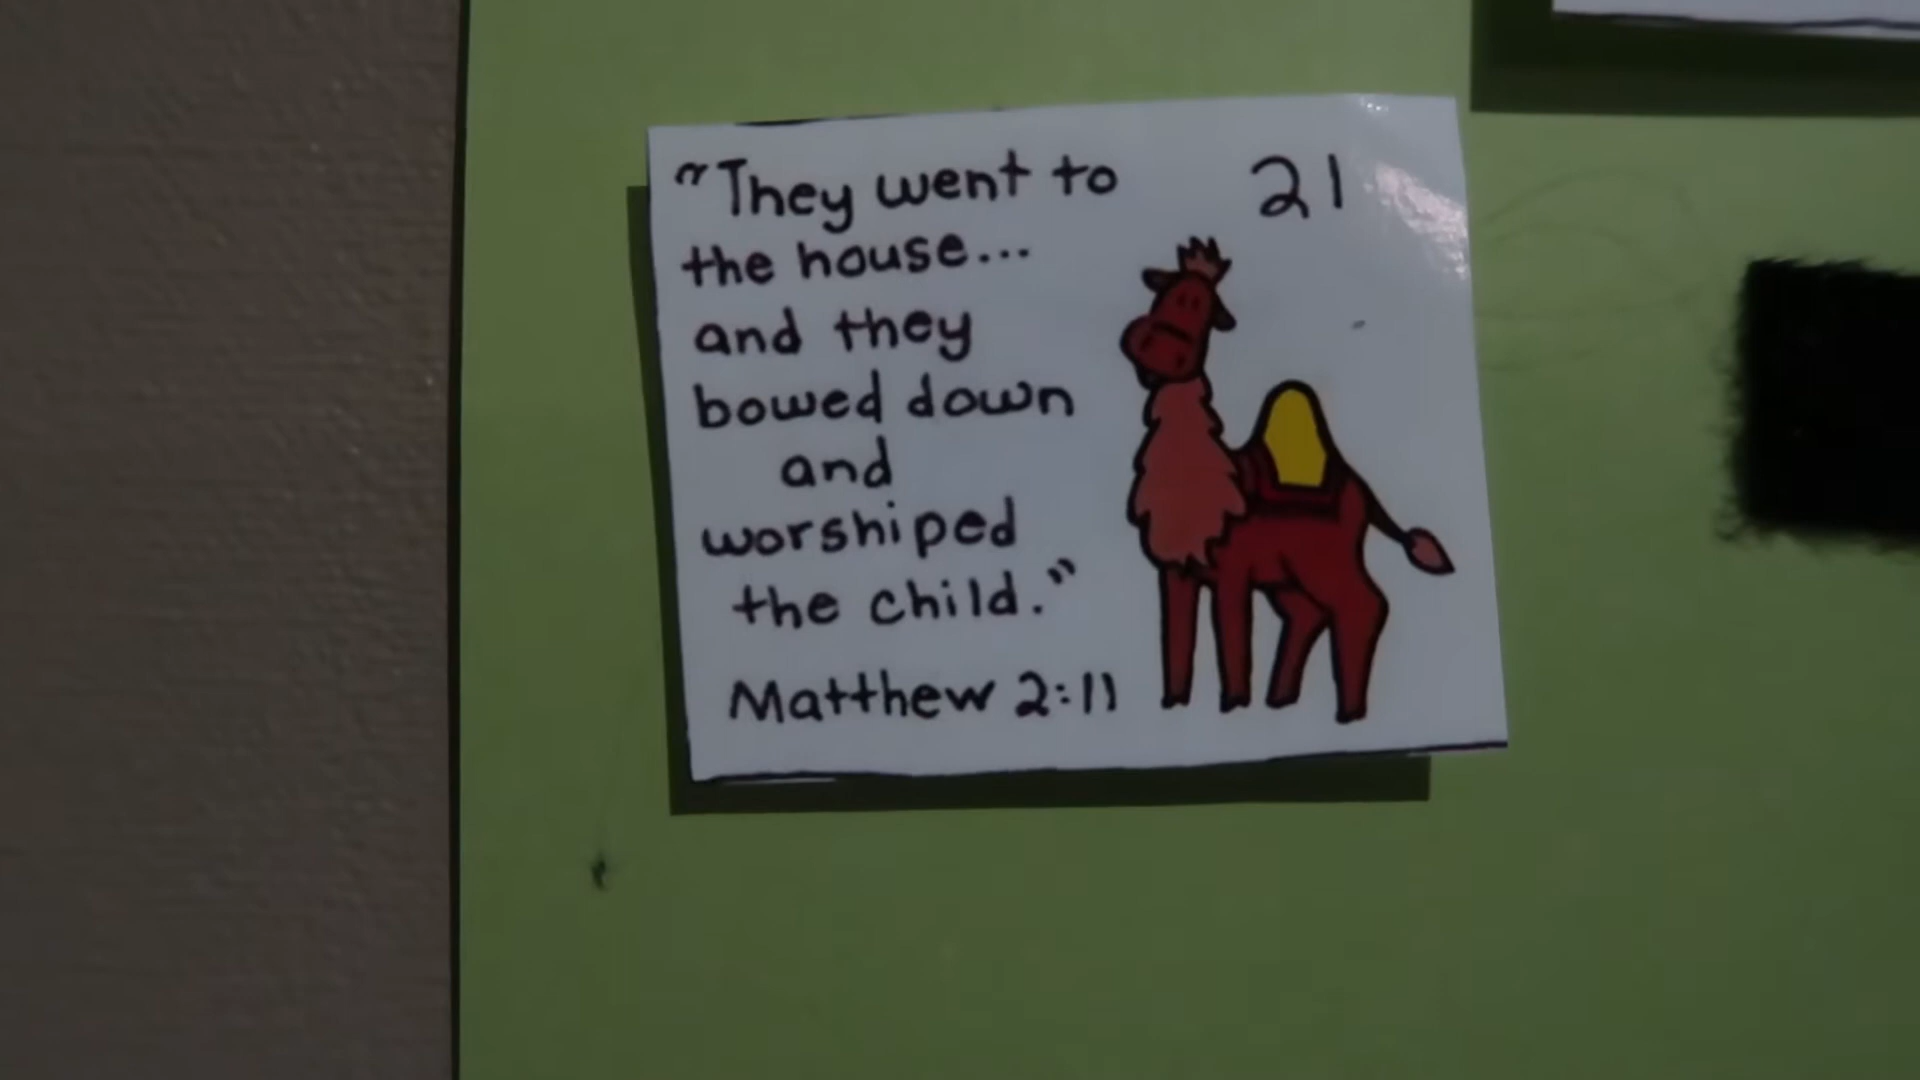 "They went to
21
the house...
and they
bowed down
and
worshiped
the child."
Matthew 2:11